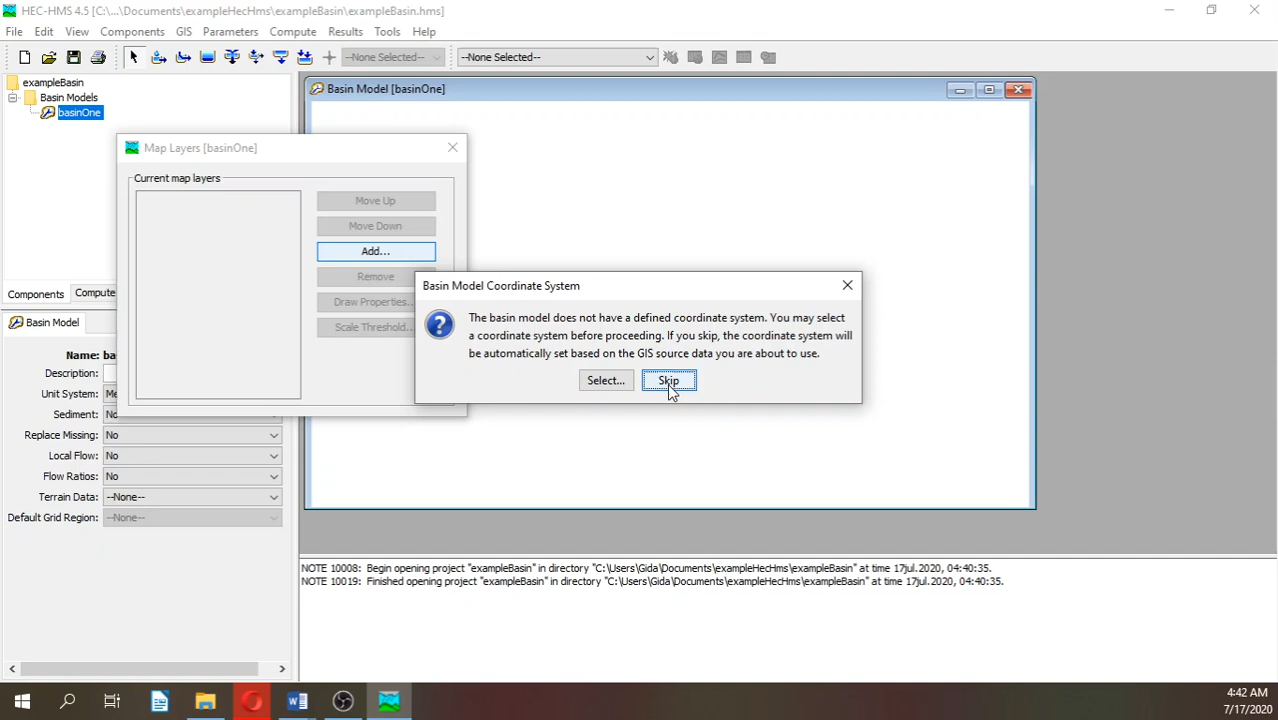 HEC-HMS 4.5 [C:\...\Documents\exampleHecHms\exampleBasin\exampleBasin.hms]
File Edit View Components GIS Parameters Compute Results Tools Help
--None Selected-- --None Selected--
exampleBasin
Basin Models
basinOne
Basin Model [basinOne]
Map Layers [basinOne]
Current map layers
Move Up
Move Down
Add...
Remove
Draw Properties..
Scale Threshold..
Basin Model Coordinate System
The basin model does not have a defined coordinate system. You may select
a coordinate system before proceeding. If you skip, the coordinate system will
be automatically set based on the GIS source data you are about to use.
Select... Skip
Components Compute
Basin Model
Name: ba
Description:
Unit System: Me
Sediment: No
Replace Missing: No
Local Flow: No
Flow Ratios: No
Terrain Data: --None--
Default Grid Region: --None--
NOTE 10008: Begin opening project "exampleBasin" in directory "C:\Users\Gida\Documents\exampleHecHms\exampleBasin" at time 17jul.2020, 04:40:35.
NOTE 10019: Finished opening project "exampleBasin" in directory "C:\Users\Gida\Documents\exampleHecHms\exampleBasin" at time 17jul.2020, 04:40:35.
4:42 AM
7/17/2020